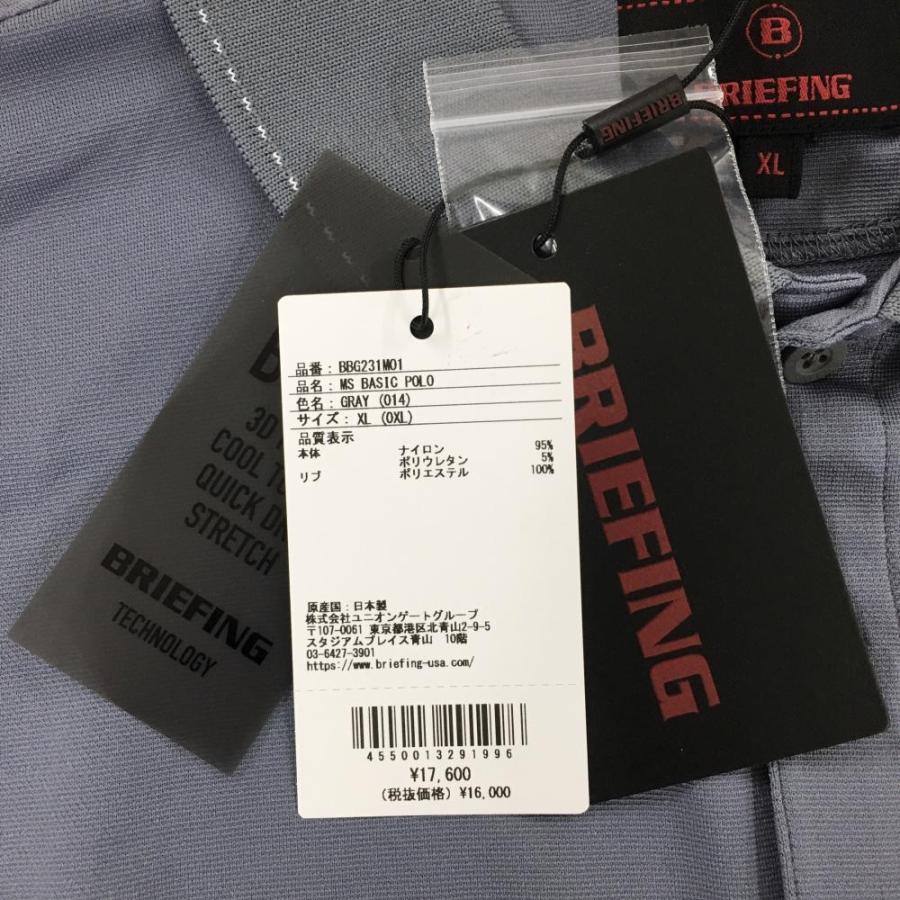 B
BRIEFING
XL
BRIEFING
BRIEFING
3D
COOL
QUICK
STRETCH
BRIEFING
TECHNOLOGY
品番: BBG231M01
品名: MS BASIC POLO
色名: GRAY (014)
サイズ: XL (0XL)
品質表示
本体 ナイロン 95%
ポリウレタン 5%
リブ ポリエステル 100%
原産国:日本製
株式会社ユニオンゲートグループ
〒107-0061 東京都港区北青山2-9-5
スタジアムプレイス青山 10階
03-6427-3901
https://www.briefing-usa.com/
4550013291996
¥17,600
(税抜価格) ¥16,000